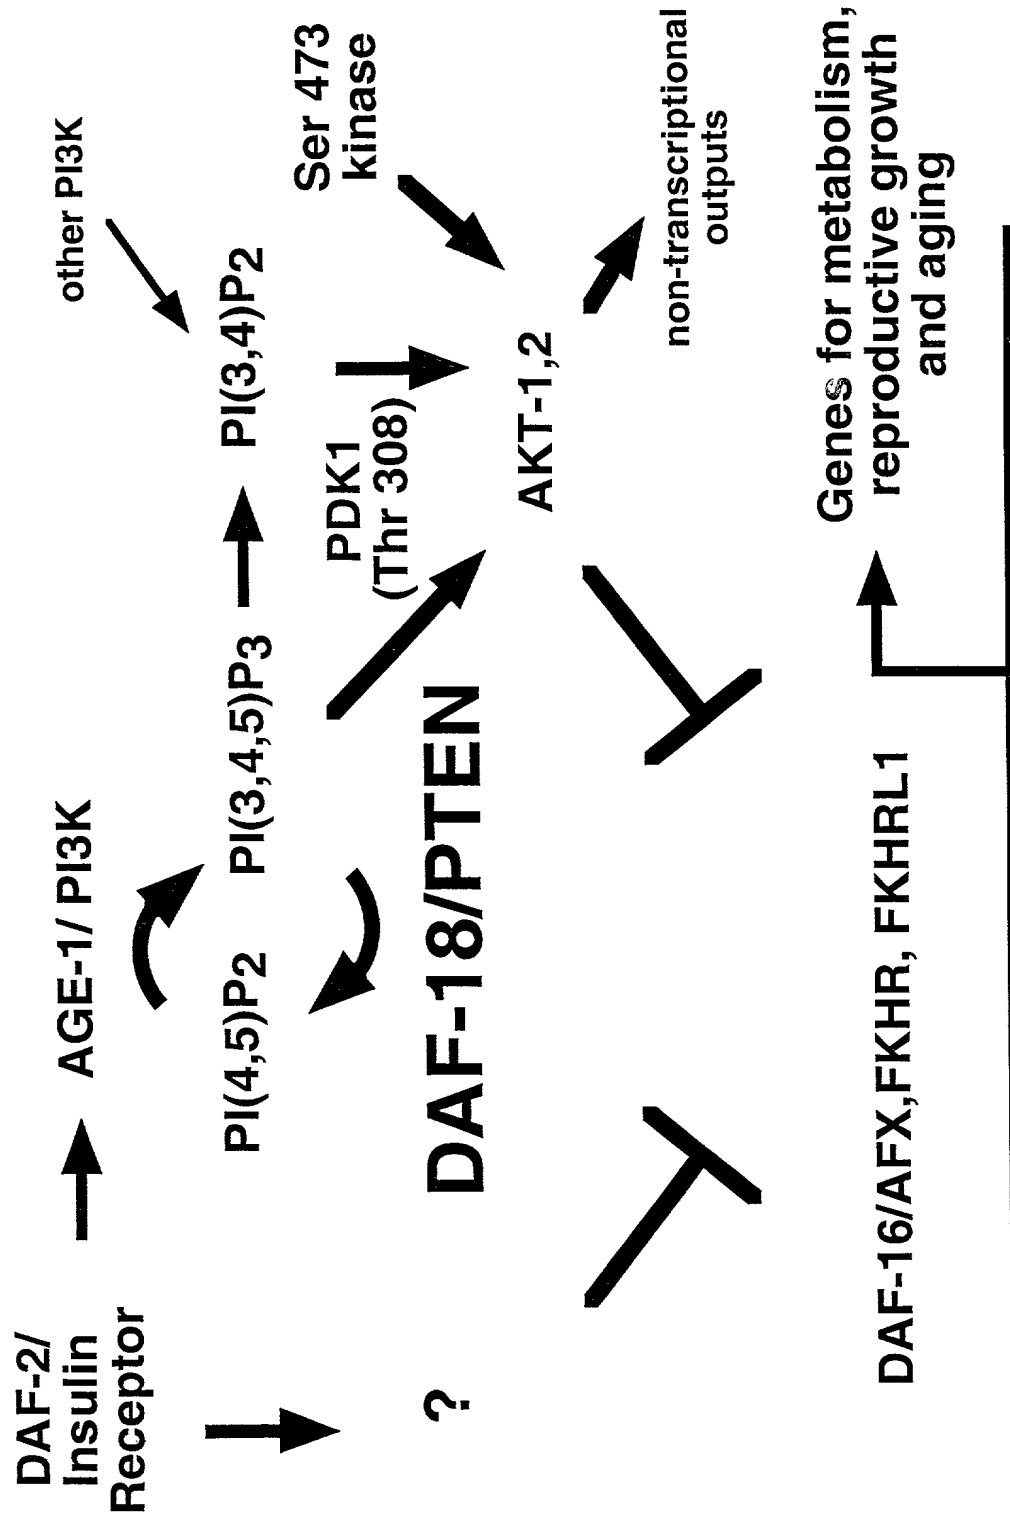 DAF-2/
Insulin
Receptor
AGE-1/ PI3K
other PI3K
PI(4,5)P2
PI(3,4,5)P3
PI(3,4)P2
Ser 473
kinase
PDK1
(Thr 308)
?
DAF-18/PTEN
AKT-1,2
non-transcriptional
outputs
DAF-16/AFX,FKHR, FKHRL1
Genes for metabolism,
reproductive growth
and aging